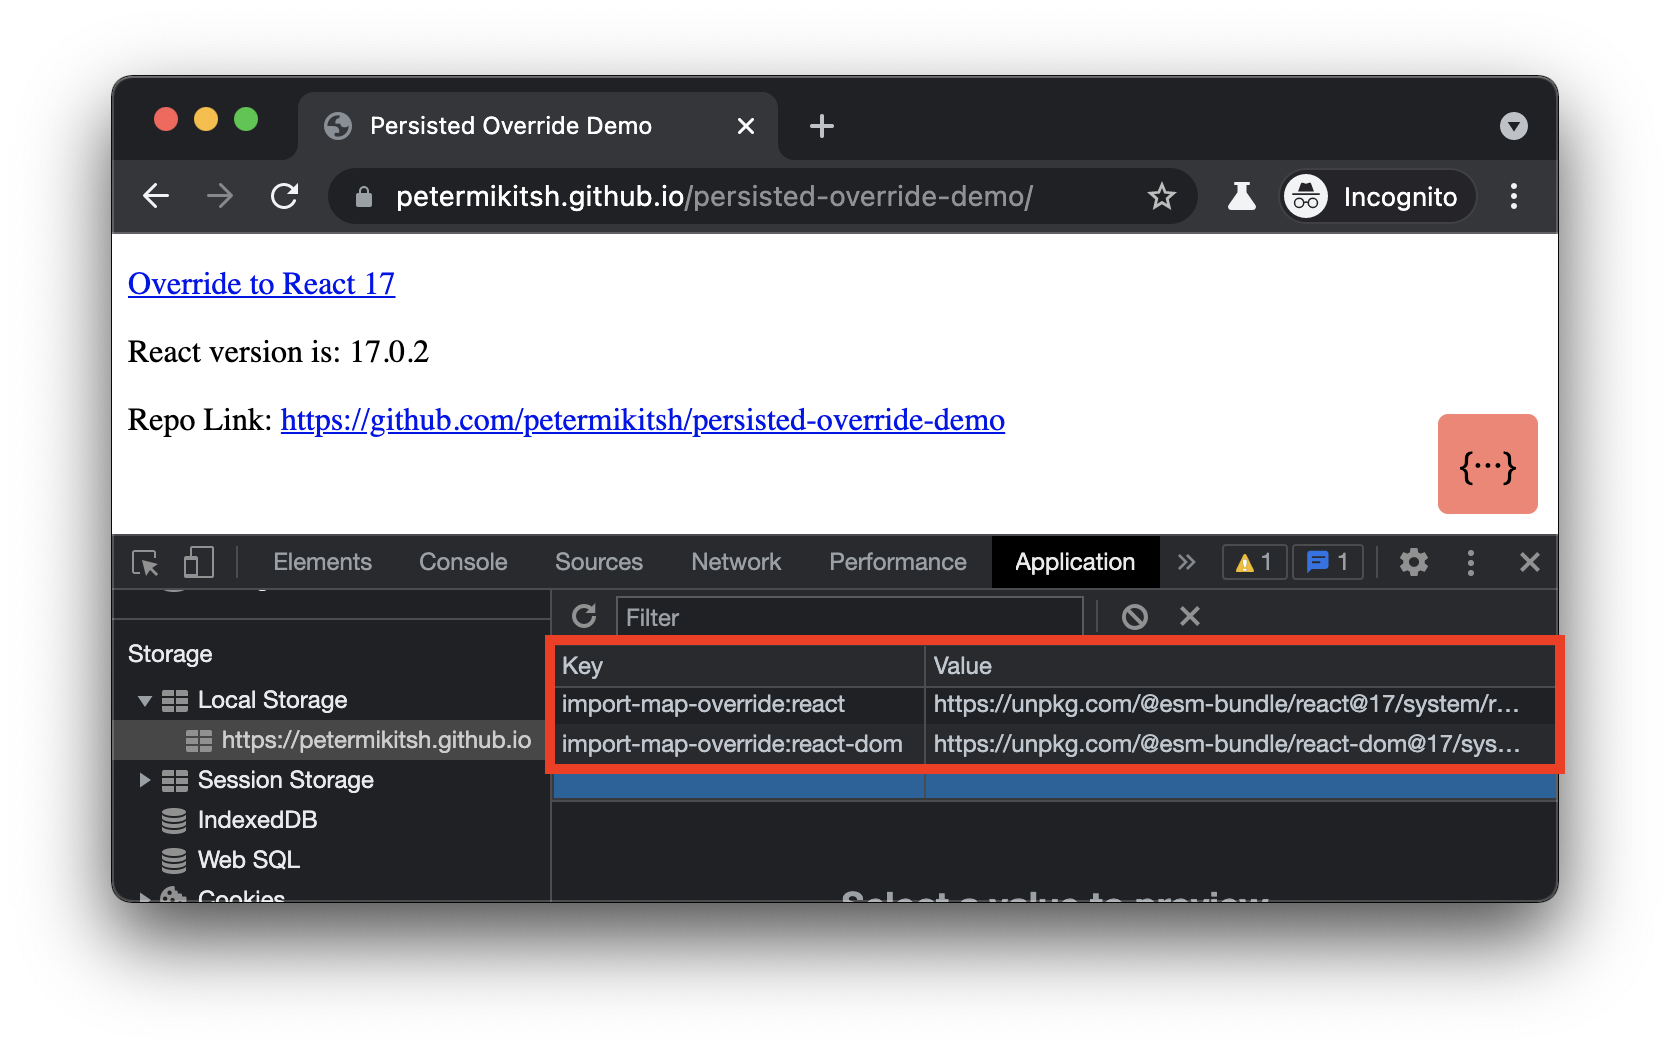 Persisted Override Demo
petermikitsh.github.io/persisted-override-demo/
Incognito
Override to React 17
React version is: 17.0.2
Repo Link: https://github.com/petermikitsh/persisted-override-demo
{···}
Elements Console Sources Network Performance Application » 1 1
Filter
Storage
Key Value
Local Storage
import-map-override:react https://unpkg.com/@esm-bundle/react@17/system/r…
https://petermikitsh.github.io
import-map-override:react-dom https://unpkg.com/@esm-bundle/react-dom@17/sys…
Session Storage
IndexedDB
Web SQL
Cookies
Select a value to preview